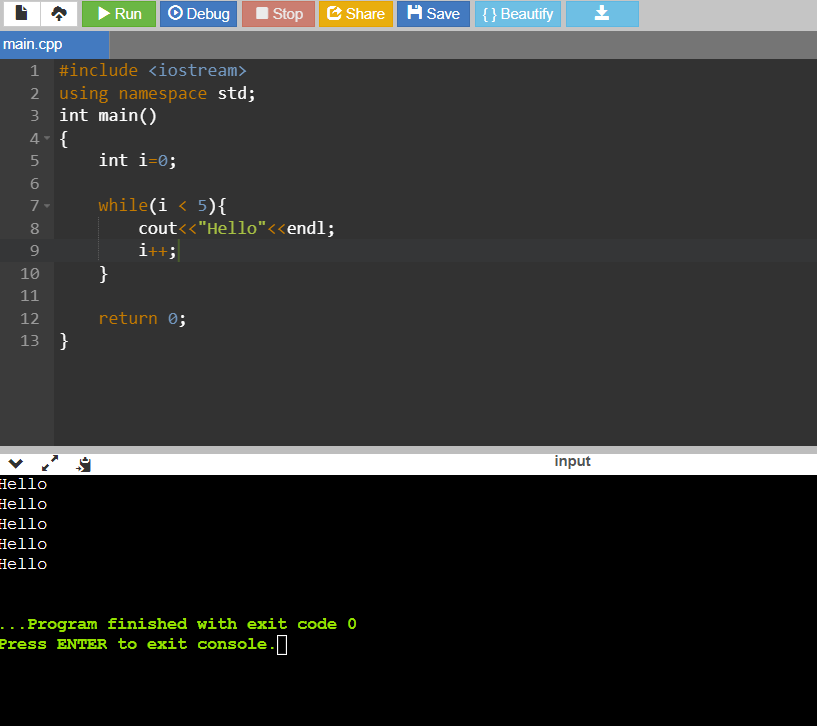 Run Debug Stop Share Save { } Beautify
main.cpp
1 #include <iostream>
2 using namespace std;
3 int main()
4 {
5     int i=0;
6
7     while(i < 5){
8         cout<<"Hello"<<endl;
9         i++;
10     }
11
12     return 0;
13 }
input
Hello
Hello
Hello
Hello
Hello
...Program finished with exit code 0
Press ENTER to exit console.